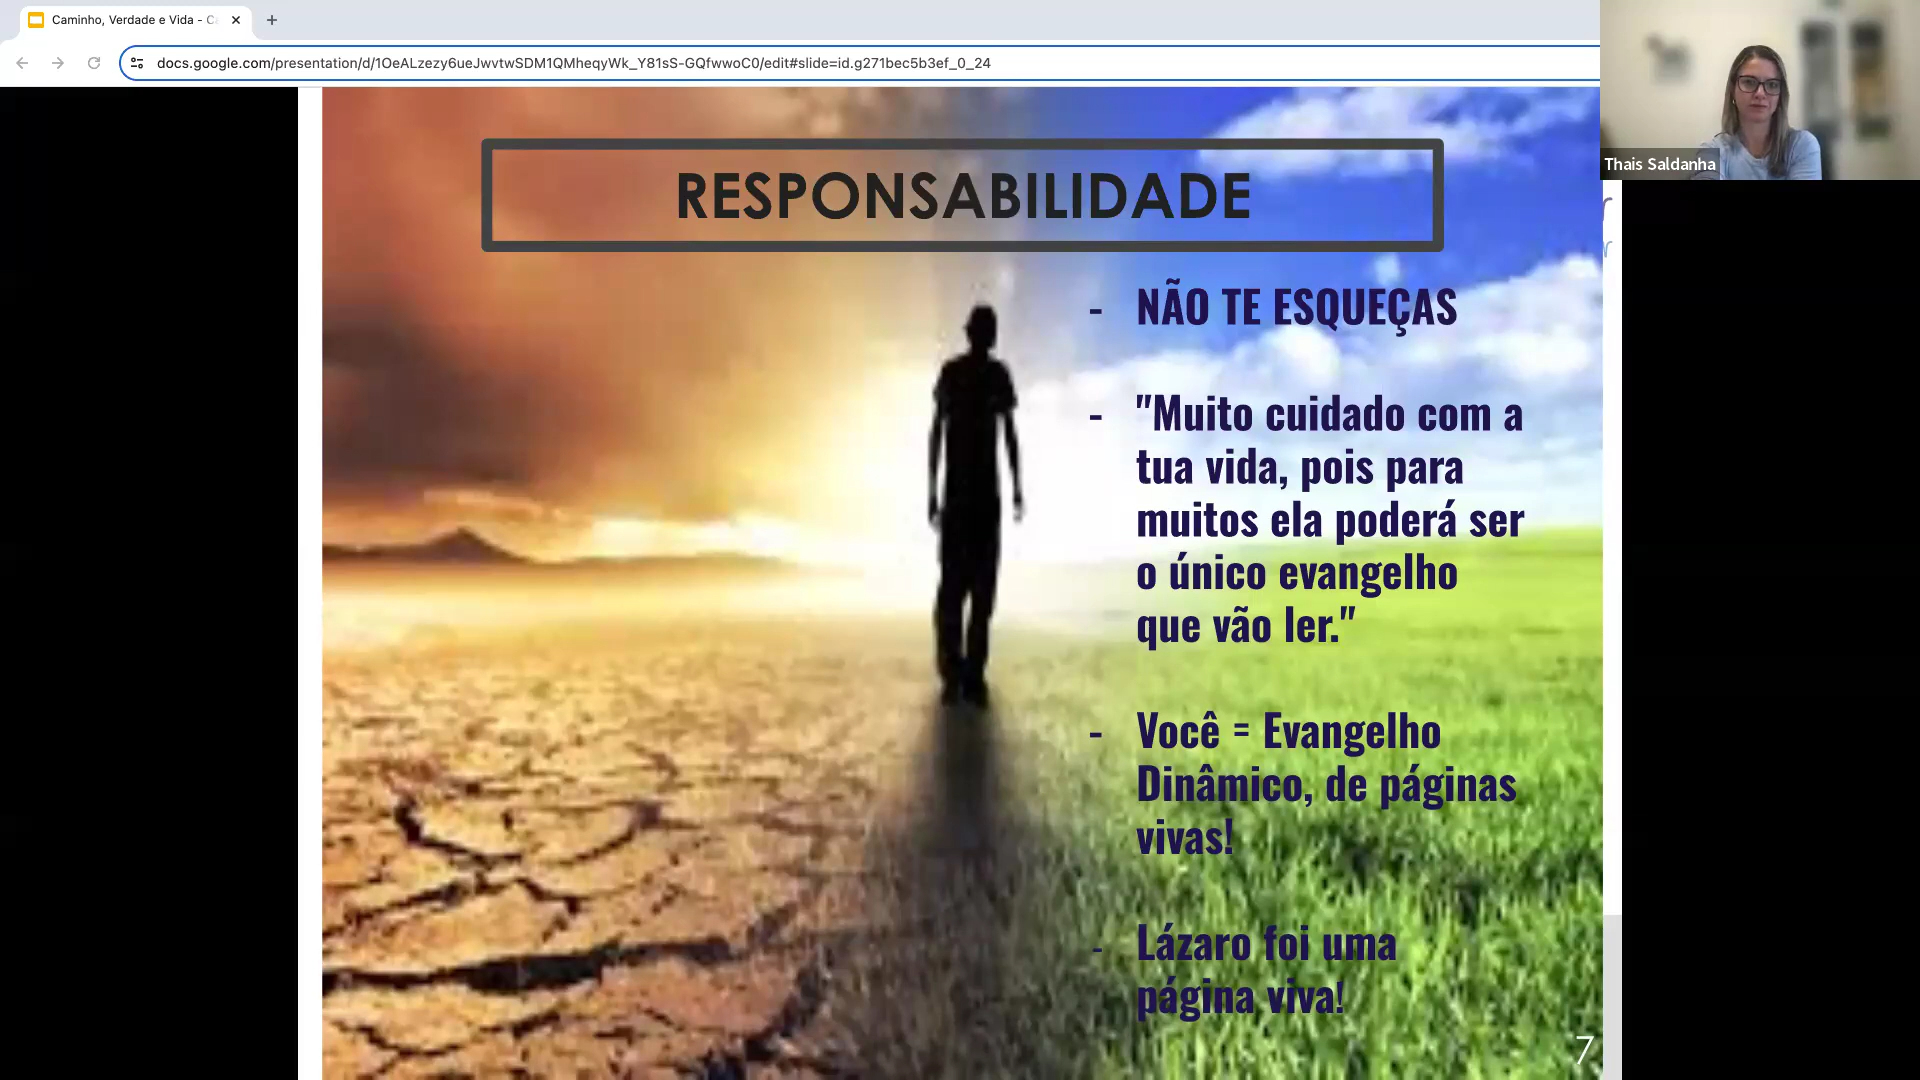 Caminho, Verdade e Vida - C
docs.google.com/presentation/d/1OeALzezy6ueJwvtwSDM1QMheqyWk_Y81sS-GQfwwoC0/edit#slide=id.g271bec5b3ef_0_24
Thais Saldanha
RESPONSABILIDADE
- NÃO TE ESQUEÇAS
- "Muito cuidado com a
tua vida, pois para
muitos ela poderá ser
o único evangelho
que vão ler."
- Você = Evangelho
Dinâmico, de páginas
vivas!
- Lázaro foi uma
página viva!
7